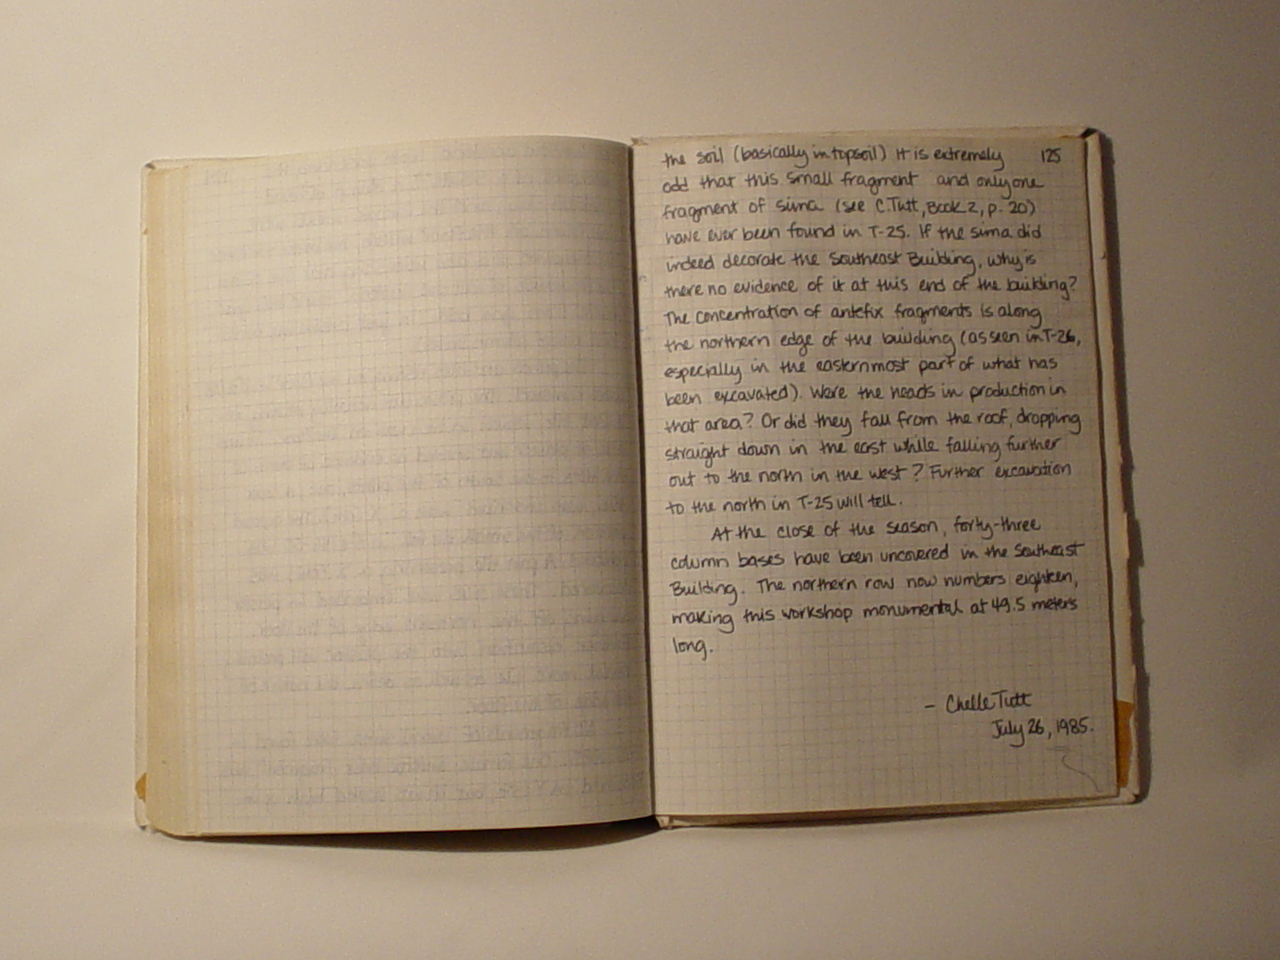 the soil (basically in topsoil) It is extremely 125
odd that this small fragment and only one
fragment of sima (see C. Tutt, Book 2, p. 20)
have ever been found in T-25. If the sima did
indeed decorate the Southeast Building, why is
there no evidence of it at this end of the building?
The concentration of antefix fragments is along
the northern edge of the building (as seen in T-26,
especially in the easternmost part of what has
been excavated). Were the heads in production in
that area? Or did they fall from the roof, dropping
straight down in the east while falling further
out to the north in the west? Further excavation
to the north in T-25 will tell.
At the close of the season, forty-three
column bases have been uncovered in the Southeast
Building. The northern row now numbers eighteen,
making this workshop monumental at 49.5 meters
long.
- Chelle Tutt
July 26, 1985.